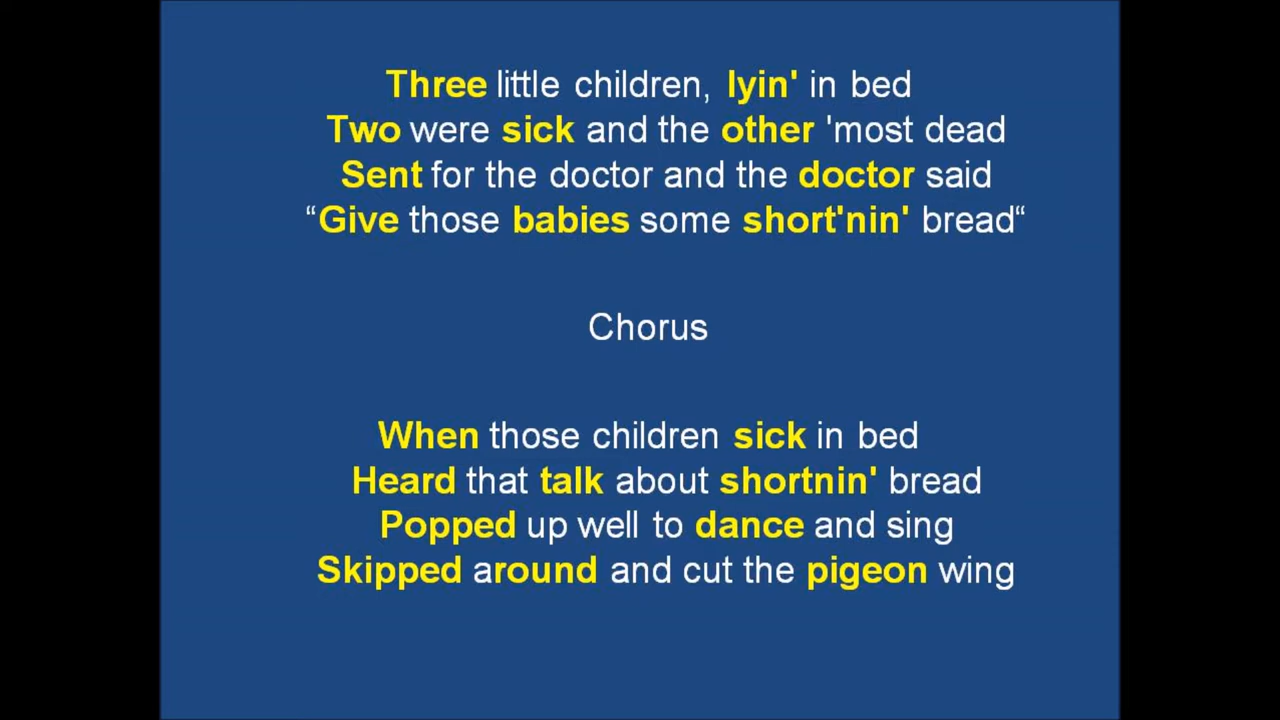 Three little children, lyin' in bed
Two were sick and the other 'most dead
Sent for the doctor and the doctor said
“Give those babies some short'nin' bread“
Chorus
When those children sick in bed
Heard that talk about shortnin' bread
Popped up well to dance and sing
Skipped around and cut the pigeon wing